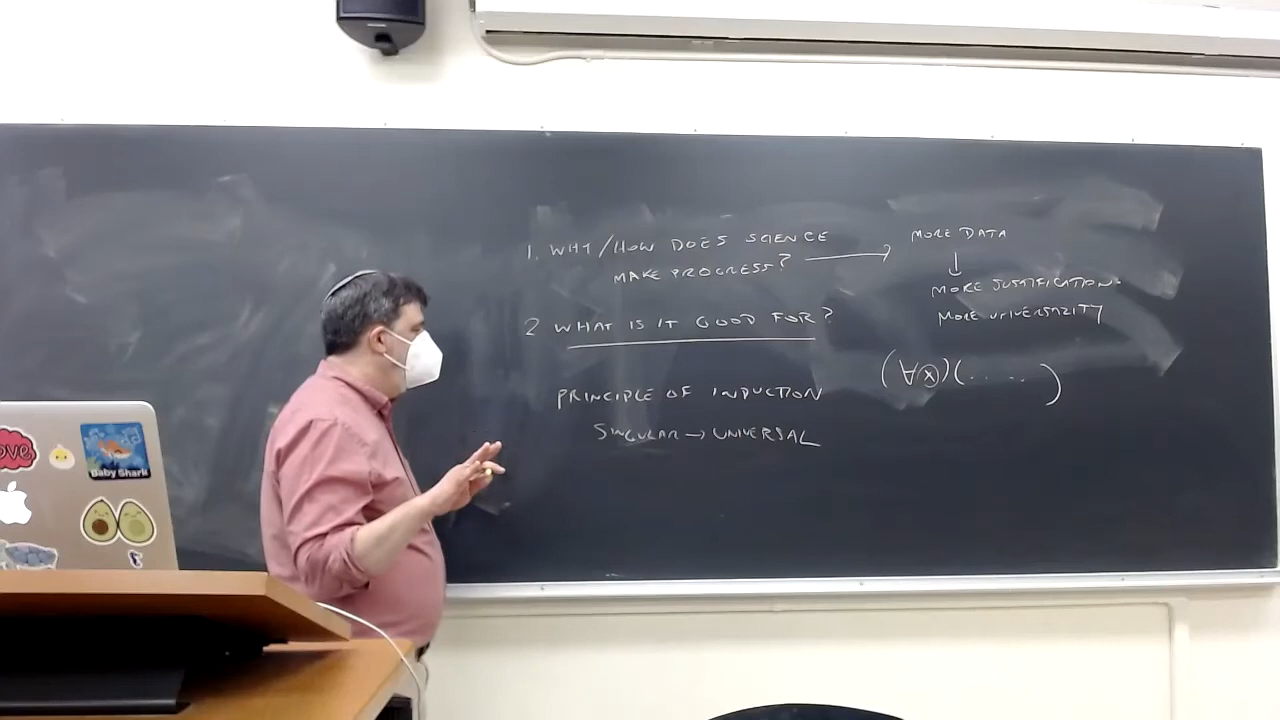 1. WHY/HOW DOES SCIENCE
MAKE PROGRESS?
MORE DATA
↓
MORE JUSTIFICATION
MORE UNIVERSALITY
2 WHAT IS IT GOOD FOR?
(∀x)(.....)
PRINCIPLE OF INDUCTION
SINGULAR → UNIVERSAL
ove
Baby Shark